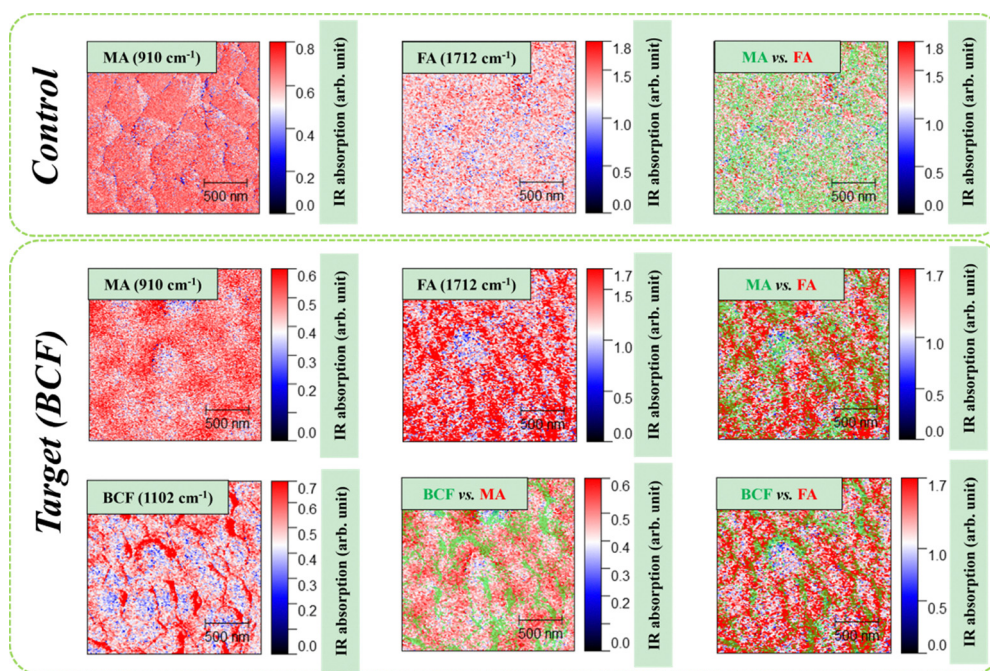 Control
MA (910 cm⁻¹)
0.8
0.6
0.4
0.2
0.0
500 nm
IR absorption (arb. unit)
FA (1712 cm⁻¹)
1.8
1.5
1.0
0.5
0.0
500 nm
IR absorption (arb. unit)
MA vs. FA
1.8
1.5
1.0
0.5
0.0
500 nm
IR absorption (arb. unit)
Target (BCF)
MA (910 cm⁻¹)
0.6
0.5
0.4
0.3
0.2
0.0
500 nm
IR absorption (arb. unit)
FA (1712 cm⁻¹)
1.7
1.5
1.0
0.5
0.0
500 nm
IR absorption (arb. unit)
MA vs. FA
1.7
1.0
0.5
0.0
500 nm
IR absorption (arb. unit)
BCF (1102 cm⁻¹)
0.7
0.6
0.5
0.4
0.3
0.2
0.0
500 nm
IR absorption (arb. unit)
BCF vs. MA
0.6
0.5
0.4
0.3
0.2
0.0
500 nm
IR absorption (arb. unit)
BCF vs. FA
1.7
1.0
0.5
0.0
500 nm
IR absorption (arb. unit)